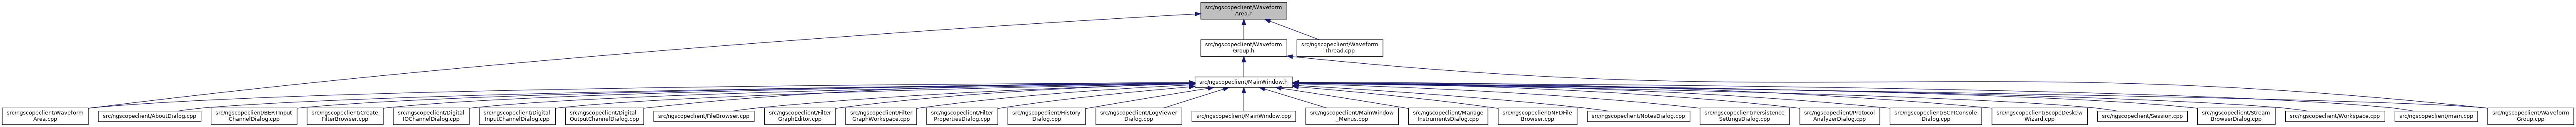 src/ngscopeclient/Waveform
Area.h
src/ngscopeclient/Waveform
Group.h
src/ngscopeclient/Waveform
Thread.cpp
src/ngscopeclient/MainWindow.h
src/ngscopeclient/Waveform
Area.cpp
src/ngscopeclient/AboutDialog.cpp
src/ngscopeclient/BERTInput
ChannelDialog.cpp
src/ngscopeclient/Create
FilterBrowser.cpp
src/ngscopeclient/Digital
IOChannelDialog.cpp
src/ngscopeclient/Digital
InputChannelDialog.cpp
src/ngscopeclient/Digital
OutputChannelDialog.cpp
src/ngscopeclient/FileBrowser.cpp
src/ngscopeclient/Filter
GraphEditor.cpp
src/ngscopeclient/Filter
GraphWorkspace.cpp
src/ngscopeclient/Filter
PropertiesDialog.cpp
src/ngscopeclient/History
Dialog.cpp
src/ngscopeclient/LogViewer
Dialog.cpp
src/ngscopeclient/MainWindow.cpp
src/ngscopeclient/MainWindow
_Menus.cpp
src/ngscopeclient/Manage
InstrumentsDialog.cpp
src/ngscopeclient/NFDFile
Browser.cpp
src/ngscopeclient/NotesDialog.cpp
src/ngscopeclient/Persistence
SettingsDialog.cpp
src/ngscopeclient/Protocol
AnalyzerDialog.cpp
src/ngscopeclient/SCPIConsole
Dialog.cpp
src/ngscopeclient/ScopeDeskew
Wizard.cpp
src/ngscopeclient/Session.cpp
src/ngscopeclient/Stream
BrowserDialog.cpp
src/ngscopeclient/Workspace.cpp
src/ngscopeclient/main.cpp
src/ngscopeclient/Waveform
Group.cpp